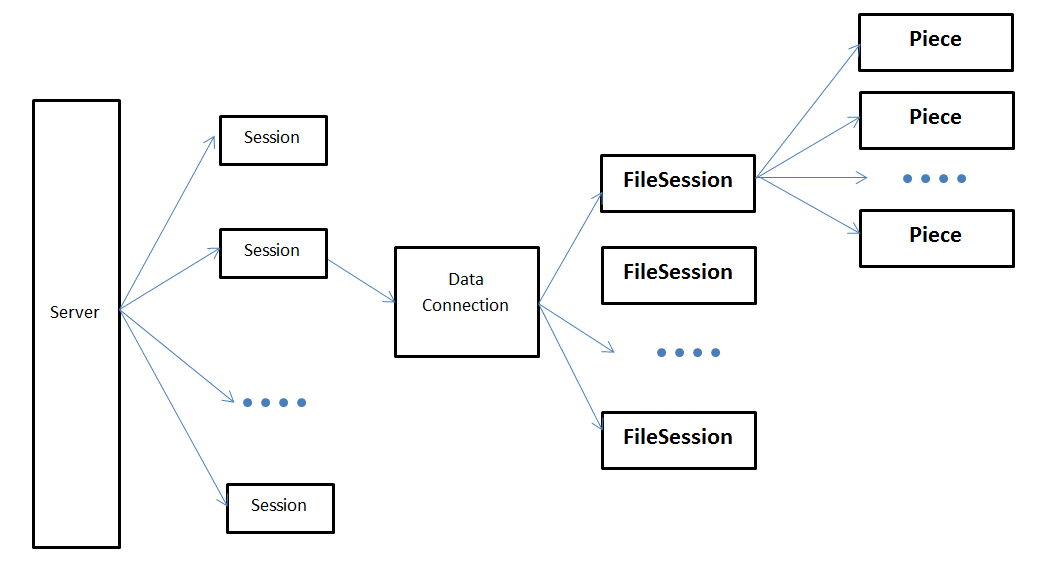 Server
Session
Session
Session
Data
Connection
FileSession
FileSession
FileSession
Piece
Piece
Piece